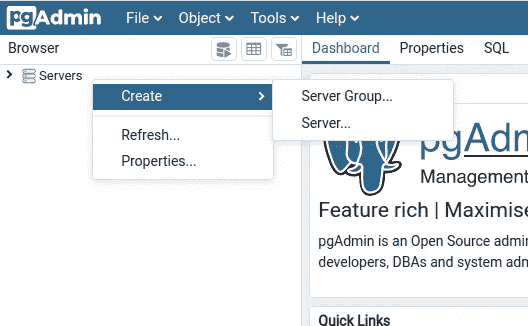 pgAdmin File Object Tools Help
Browser Dashboard Properties SQL
Servers
Create Server Group...
Server...
Refresh...
Properties...
pgAdm
Management
Feature rich | Maximise
pgAdmin is an Open Source admin
developers, DBAs and system adm
Quick Links